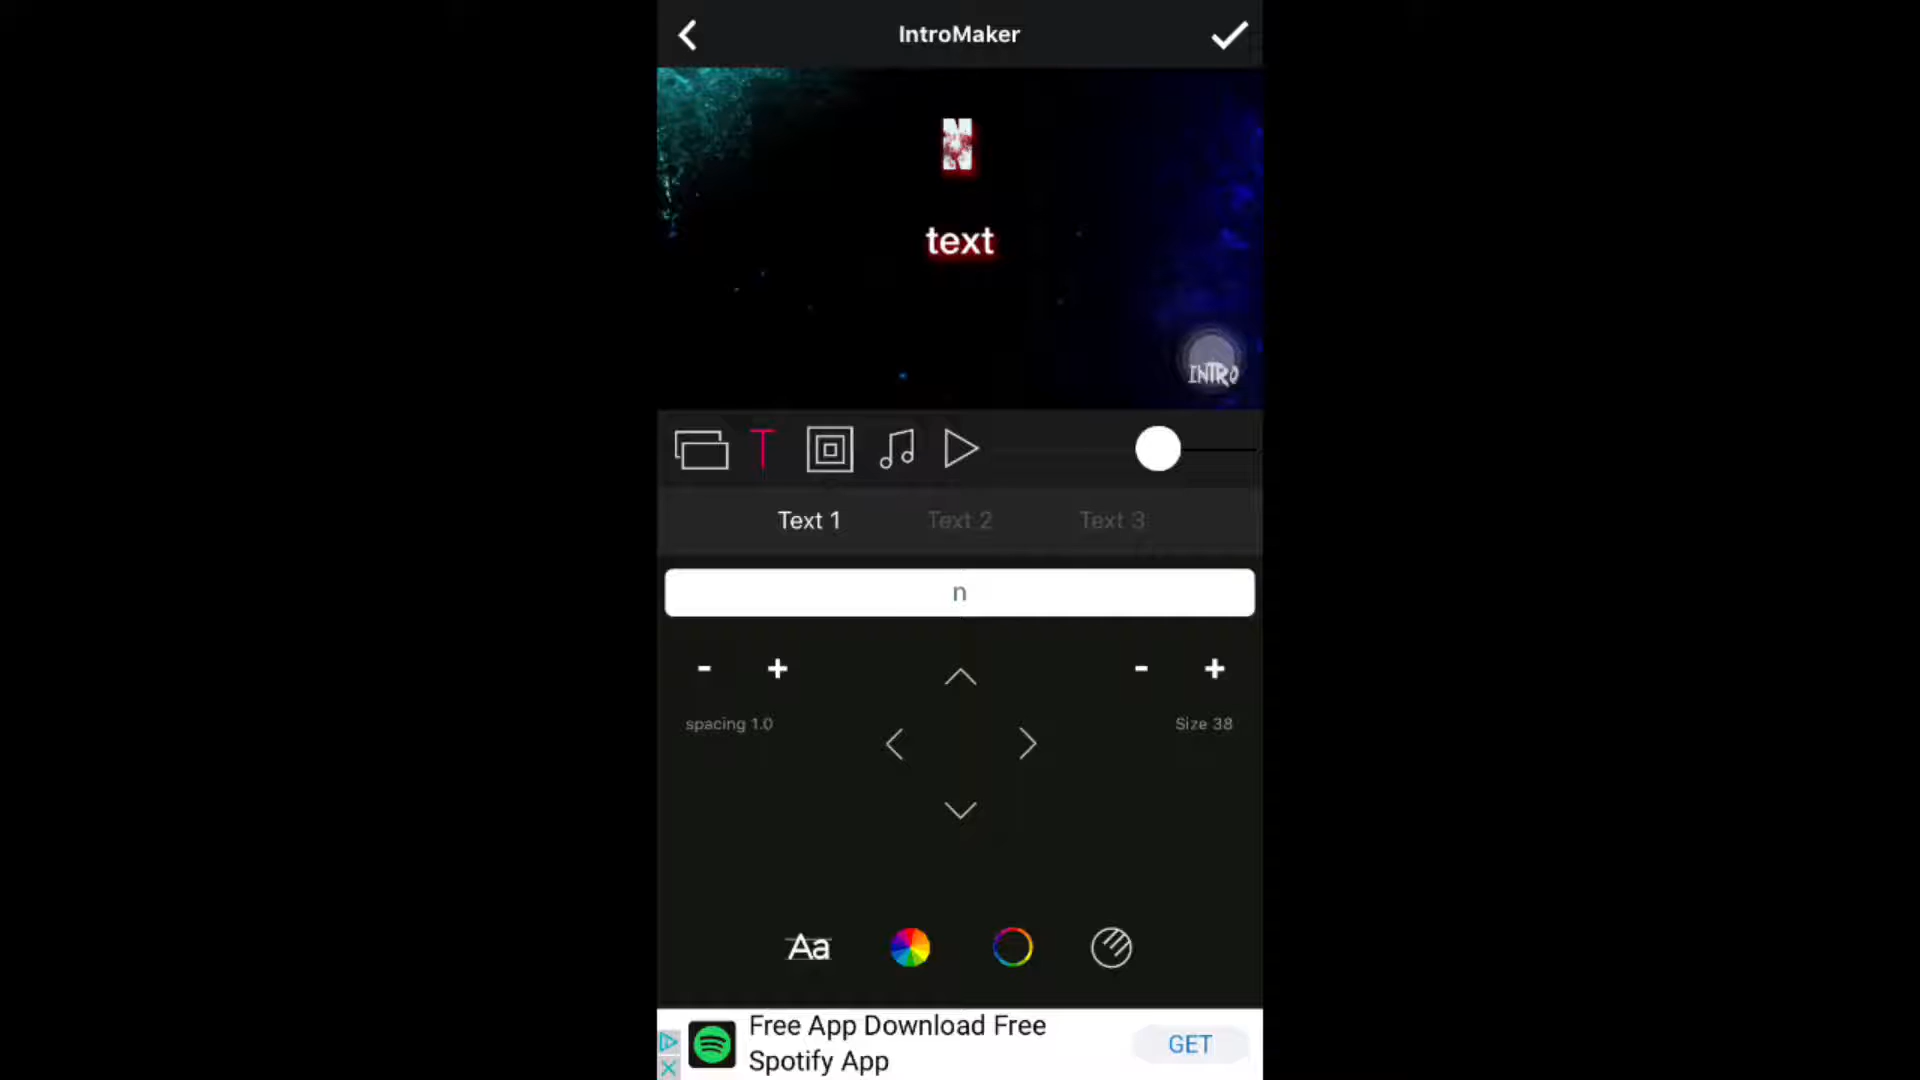 IntroMaker
N
text
INTRO
T
Text 1 Text 2 Text 3
n
- + - +
spacing 1.0 Size 38
Aa
Free App Download Free
Spotify App
GET